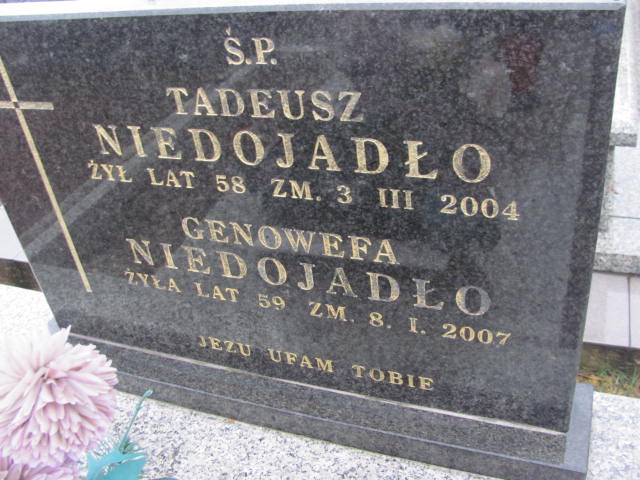 Ś.P.
TADEUSZ
NIEDOJADŁO
ŻYŁ LAT 58 ZM. 3 III 2004
GENOWEFA
NIEDOJADŁO
ŻYŁA LAT 59 ZM. 8. I. 2007
JEZU UFAM TOBIE